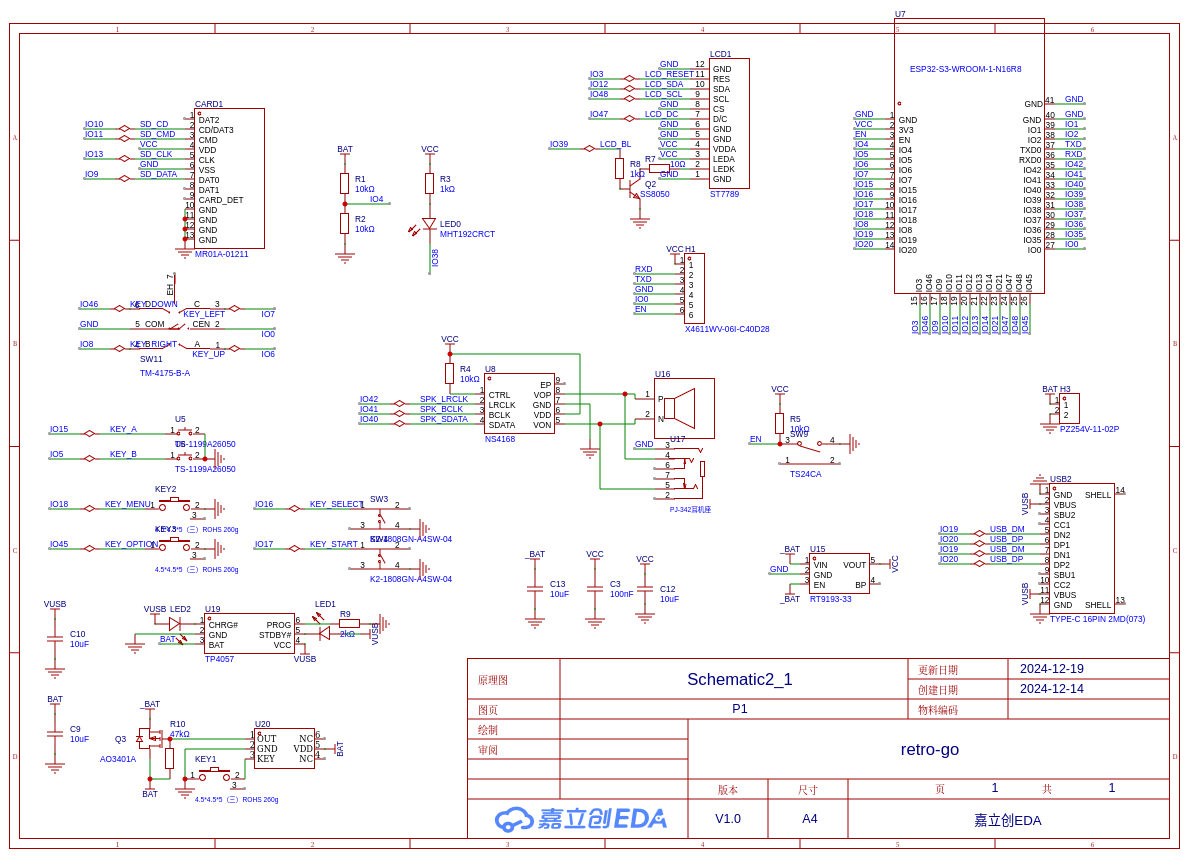 1 2 3 4 5 6
A
B
C
D
U7
ESP32-S3-WROOM-1-N16R8
GND 1 GND
VCC 2 3V3
EN 3 EN
IO4 4 IO4
IO5 5 IO5
IO6 6 IO6
IO7 7 IO7
IO15 8 IO15
IO16 9 IO16
IO17 10 IO17
IO18 11 IO18
IO8 12 IO8
IO19 13 IO19
IO20 14 IO20
GND 41 GND
GND 40 GND
IO1 39 IO1
IO2 38 IO2
TXD0 37 TXD
RXD0 36 RXD
IO42 35 IO42
IO41 34 IO41
IO40 33 IO40
IO39 32 IO39
IO38 31 IO38
IO37 30 IO37
IO36 29 IO36
IO35 28 IO35
IO0 27 IO0
IO3 15 IO3
IO46 16 IO46
IO9 17 IO9
IO10 18 IO10
IO11 19 IO11
IO12 20 IO12
IO13 21 IO13
IO14 22 IO14
IO21 23 IO21
IO47 24 IO47
IO48 25 IO48
IO45 26 IO45
LCD1
GND 12 GND
IO3 LCD_RESET 11 RES
IO12 LCD_SDA 10 SDA
IO48 LCD_SCL 9 SCL
GND 8 CS
IO47 LCD_DC 7 D/C
GND 6 GND
GND 5 GND
VCC 4 VDDA
VCC 3 LEDA
2 LEDK
GND 1 GND
ST7789
IO39 LCD_BL
R8
1kΩ
R7
10Ω
Q2
SS8050
CARD1
1 DAT2
IO10 SD_CD 2 CD/DAT3
IO11 SD_CMD 3 CMD
VCC 4 VDD
IO13 SD_CLK 5 CLK
GND 6 VSS
IO9 SD_DATA 7 DAT0
8 DAT1
9 CARD_DET
10 GND
11 GND
12 GND
13 GND
MR01A-01211
BAT
R1
10kΩ
IO4
R2
10kΩ
VCC
R3
1kΩ
LED0
MHT192CRCT
IO38
VCC H1
1 1
RXD 2 2
TXD 3 3
GND 4 4
IO0 5 5
EN 6 6
X4611WV-06I-C40D28
EH 7
IO46 KEY_DOWN 6 D C 3 KEY_LEFT IO7
GND 5 COM CEN 2 IO0
IO8 KEY_RIGHT 4 B A 1 KEY_UP IO6
SW11
TM-4175-B-A
VCC
R4
10kΩ
U8
1 CTRL
IO42 SPK_LRCLK 2 LRCLK
IO41 SPK_BCLK 3 BCLK
IO40 SPK_SDATA 4 SDATA
EP 9
VOP 8
GND 7
VDD 6
VON 5
NS4168
U16
1 P
2 N
U17
GND 3
4
6
7
5
2
PJ-342耳机座
VCC
R5
10kΩ
EN 3 SW9 4
1 2
TS24CA
BAT H3
1 1
2 2
PZ254V-11-02P
U5
IO15 KEY_A 1 2
TS-1199A26050
U6
IO5 KEY_B 1 2
TS-1199A26050
KEY2
IO18 KEY_MENU 1 2
3
4.5*4.5*5（三）ROHS 260g
KEY3
IO45 KEY_OPTION 1 2
3
4.5*4.5*5（三）ROHS 260g
SW3
IO16 KEY_SELECT 1 2
3 4
K2-1808GN-A4SW-04
IO17 KEY_START 1 2
3 4
K2-1808GN-A4SW-04
USB2
VUSB
1 GND
2 VBUS
3 SBU2
4 CC1
IO19 USB_DM 5 DN2
IO20 USB_DP 6 DP1
IO19 USB_DM 7 DN1
IO20 USB_DP 8 DP2
9 SBU1
10 CC2
VUSB
11 VBUS
12 GND
SHELL 14
SHELL 13
TYPE-C 16PIN 2MD(073)
_BAT
C13
10uF
VCC
C3
100nF
VCC
C12
10uF
_BAT U15
1 VIN VOUT 5 VCC
GND 2 GND
3 EN BP 4
_BAT RT9193-33
VUSB
C10
10uF
VUSB LED2
U19
1 CHRG#
2 GND
BAT 3 BAT
PROG 6
STDBY# 5
VCC 4
TP4057
VUSB
LED1
R9
2kΩ
VUSB
BAT
C9
10uF
_BAT
Q3
AO3401A
BAT
R10
47kΩ
U20
1 OUT NC 6
2 GND VDD 5 BAT
3 KEY NC 4
KEY1
1 2
3
4.5*4.5*5（三）ROHS 260g
原理图 Schematic2_1
更新日期 2024-12-19
创建日期 2024-12-14
图页 P1 物料编码
绘制
审阅
retro-go
版本 尺寸 页 1 共 1
嘉立创EDA V1.0 A4 嘉立创EDA
1 2 3 4 5 6